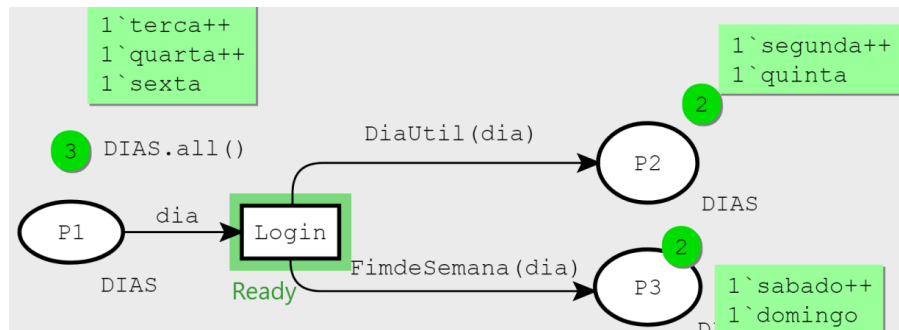 1`terca++
1`quarta++
1`sexta
1`segunda++
1`quinta
2
3
DIAS.all()
DiaUtil(dia)
P2
DIAS
dia
P1
Login
2
FimdeSemana(dia)
P3
DIAS
Ready
1`sabado++
1`domingo